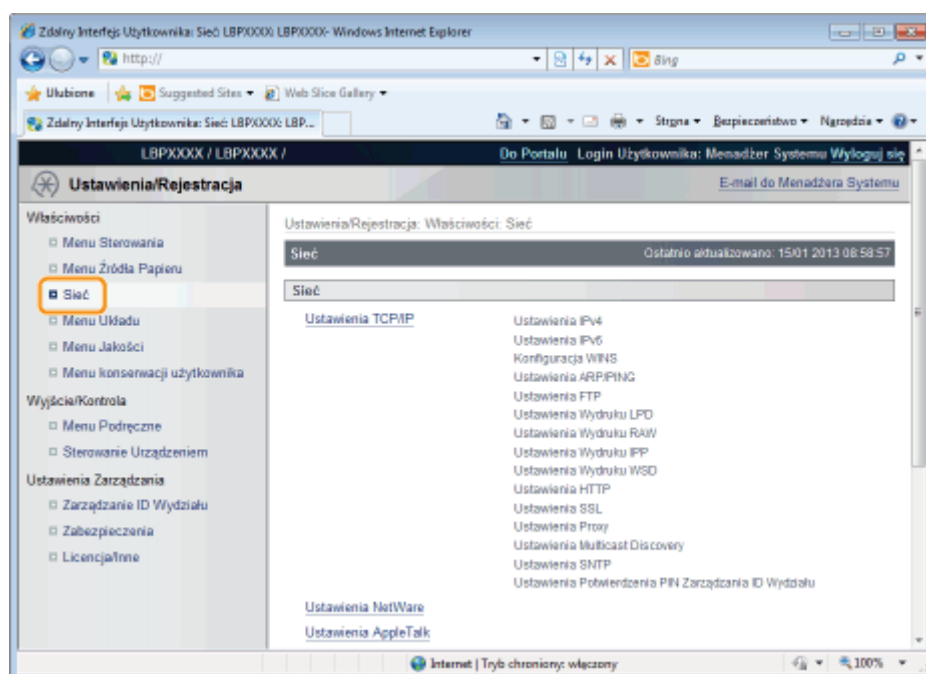 Zdalny Interfejs Użytkownika: Sieć: LBPXXXX: LBPXXXX- Windows Internet Explorer
http://
Bing
Ulubione Suggested Sites Web Slice Gallery
Zdalny Interfejs Użytkownika: Sieć: LBPXXXX: LBP...
Strona Bezpieczeństwo Narzędzia
LBPXXXX / LBPXXXX / Do Portalu Login Użytkownika: Menadżer Systemu Wyloguj się
Ustawienia/Rejestracja E-mail do Menadżera Systemu
Właściwości
Menu Sterowania
Menu Źródła Papieru
Sieć
Menu Układu
Menu Jakości
Menu konserwacji użytkownika
Wyjście/Kontrola
Menu Podręczne
Sterowanie Urządzeniem
Ustawienia Zarządzania
Zarządzanie ID Wydziału
Zabezpieczenia
Licencja/Inne
Ustawienia/Rejestracja: Właściwości: Sieć
Sieć Ostatnio aktualizowano: 15/01 2013 08:58:57
Sieć
Ustawienia TCP/IP
Ustawienia IPv4
Ustawienia IPv6
Konfiguracja WINS
Ustawienia ARP/PING
Ustawienia FTP
Ustawienia Wydruku LPD
Ustawienia Wydruku RAW
Ustawienia Wydruku IPP
Ustawienia Wydruku WSD
Ustawienia HTTP
Ustawienia SSL
Ustawienia Proxy
Ustawienia Multicast Discovery
Ustawienia SNTP
Ustawienia Potwierdzenia PIN Zarządzania ID Wydziału
Ustawienia NetWare
Ustawienia AppleTalk
Internet | Tryb chroniony: włączony 100%